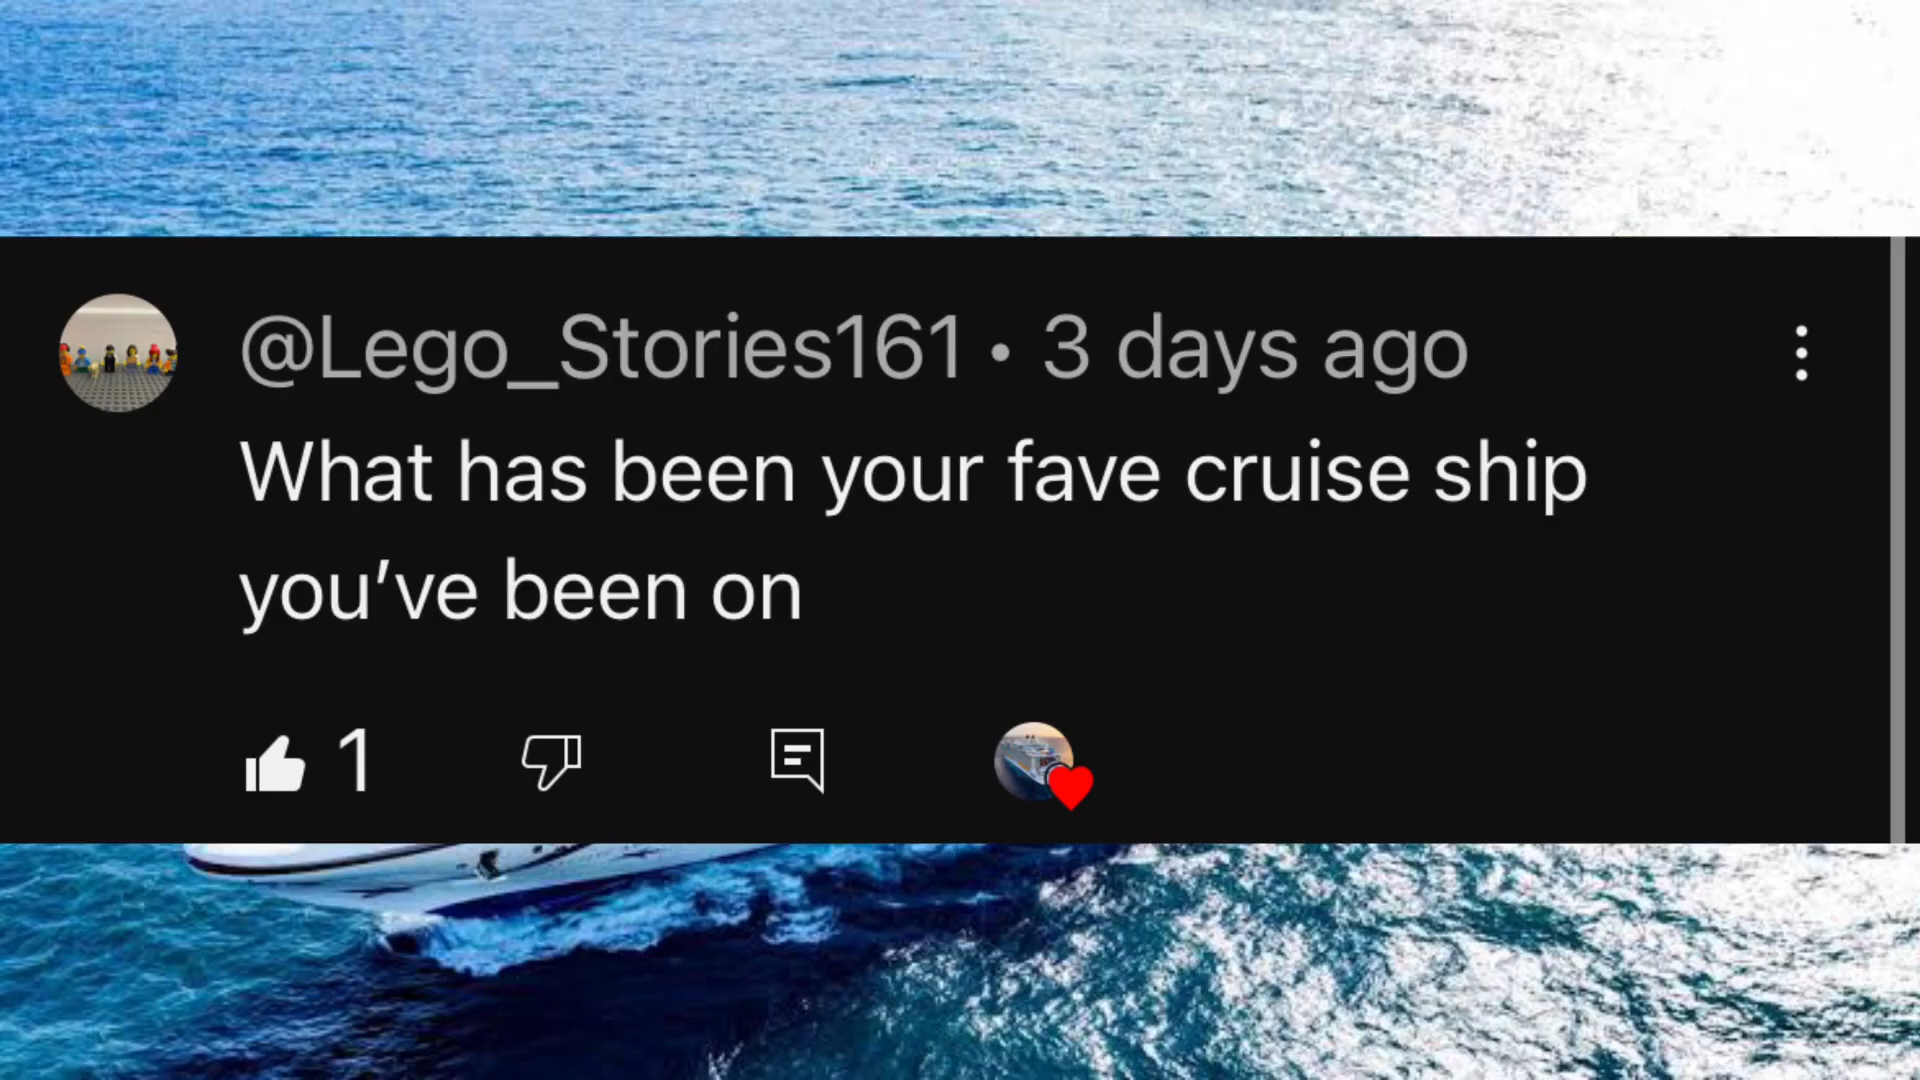 @Lego_Stories161 • 3 days ago
What has been your fave cruise ship
you’ve been on
1